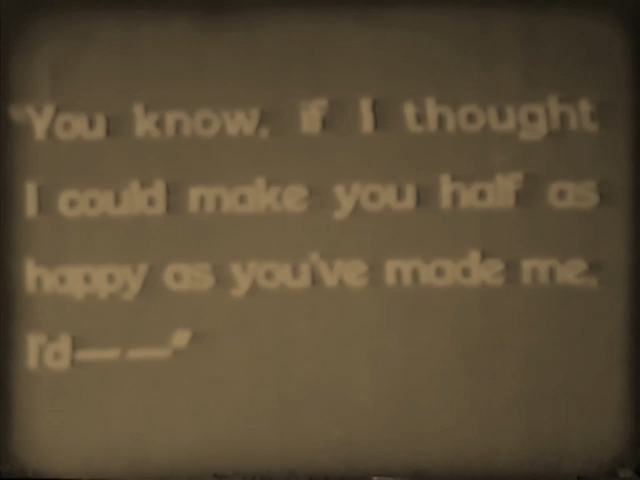 "You know, if I thought
I could make you half as
happy as you've made me,
I'd— —"